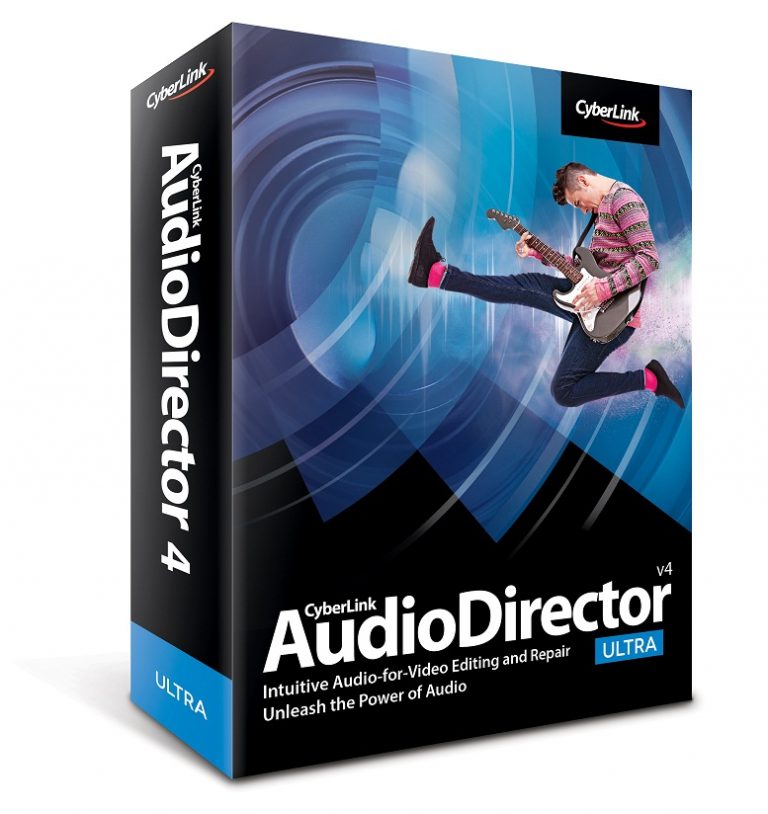 CyberLink
CyberLink
AudioDirector 4
ULTRA
CyberLink
v4
CyberLink
AudioDirector
ULTRA
Intuitive Audio-for-Video Editing and Repair
Unleash the Power of Audio